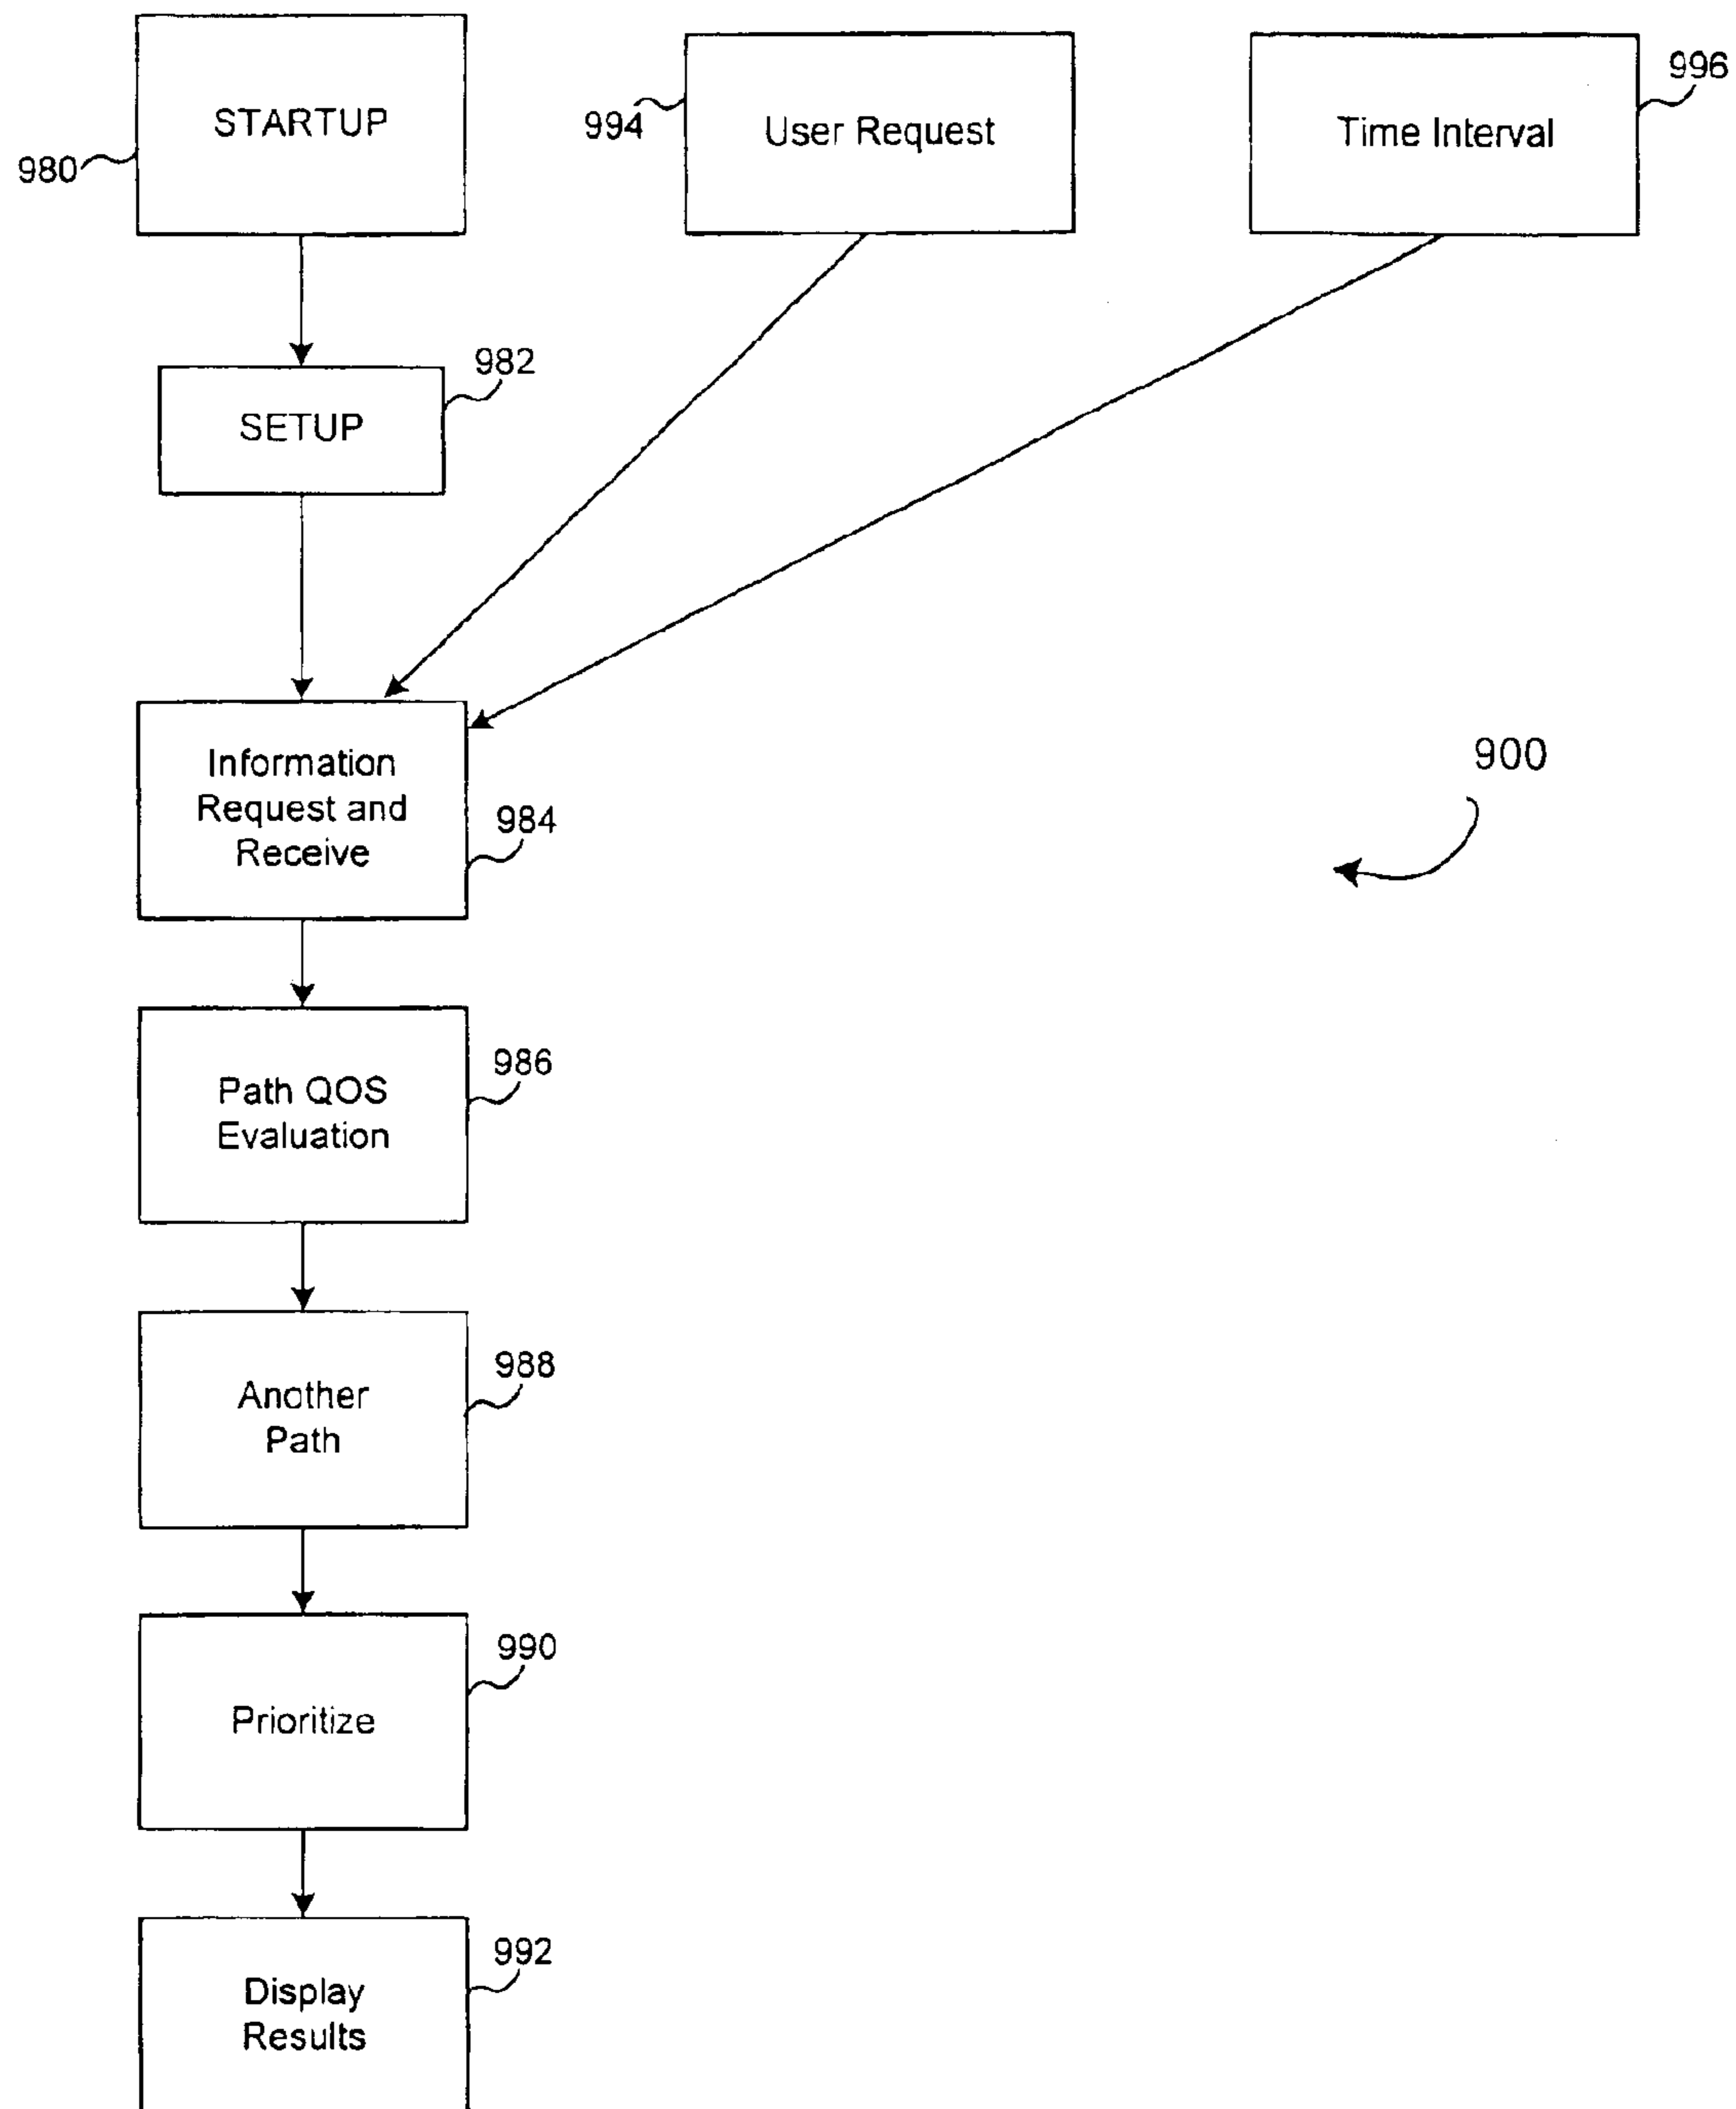 STARTUP
980
User Request
994
Time Interval
996
SETUP
982
Information
Request and
Receive
984
900
Path QOS
Evaluation
986
Another
Path
988
Prioritize
990
Display
Results
992